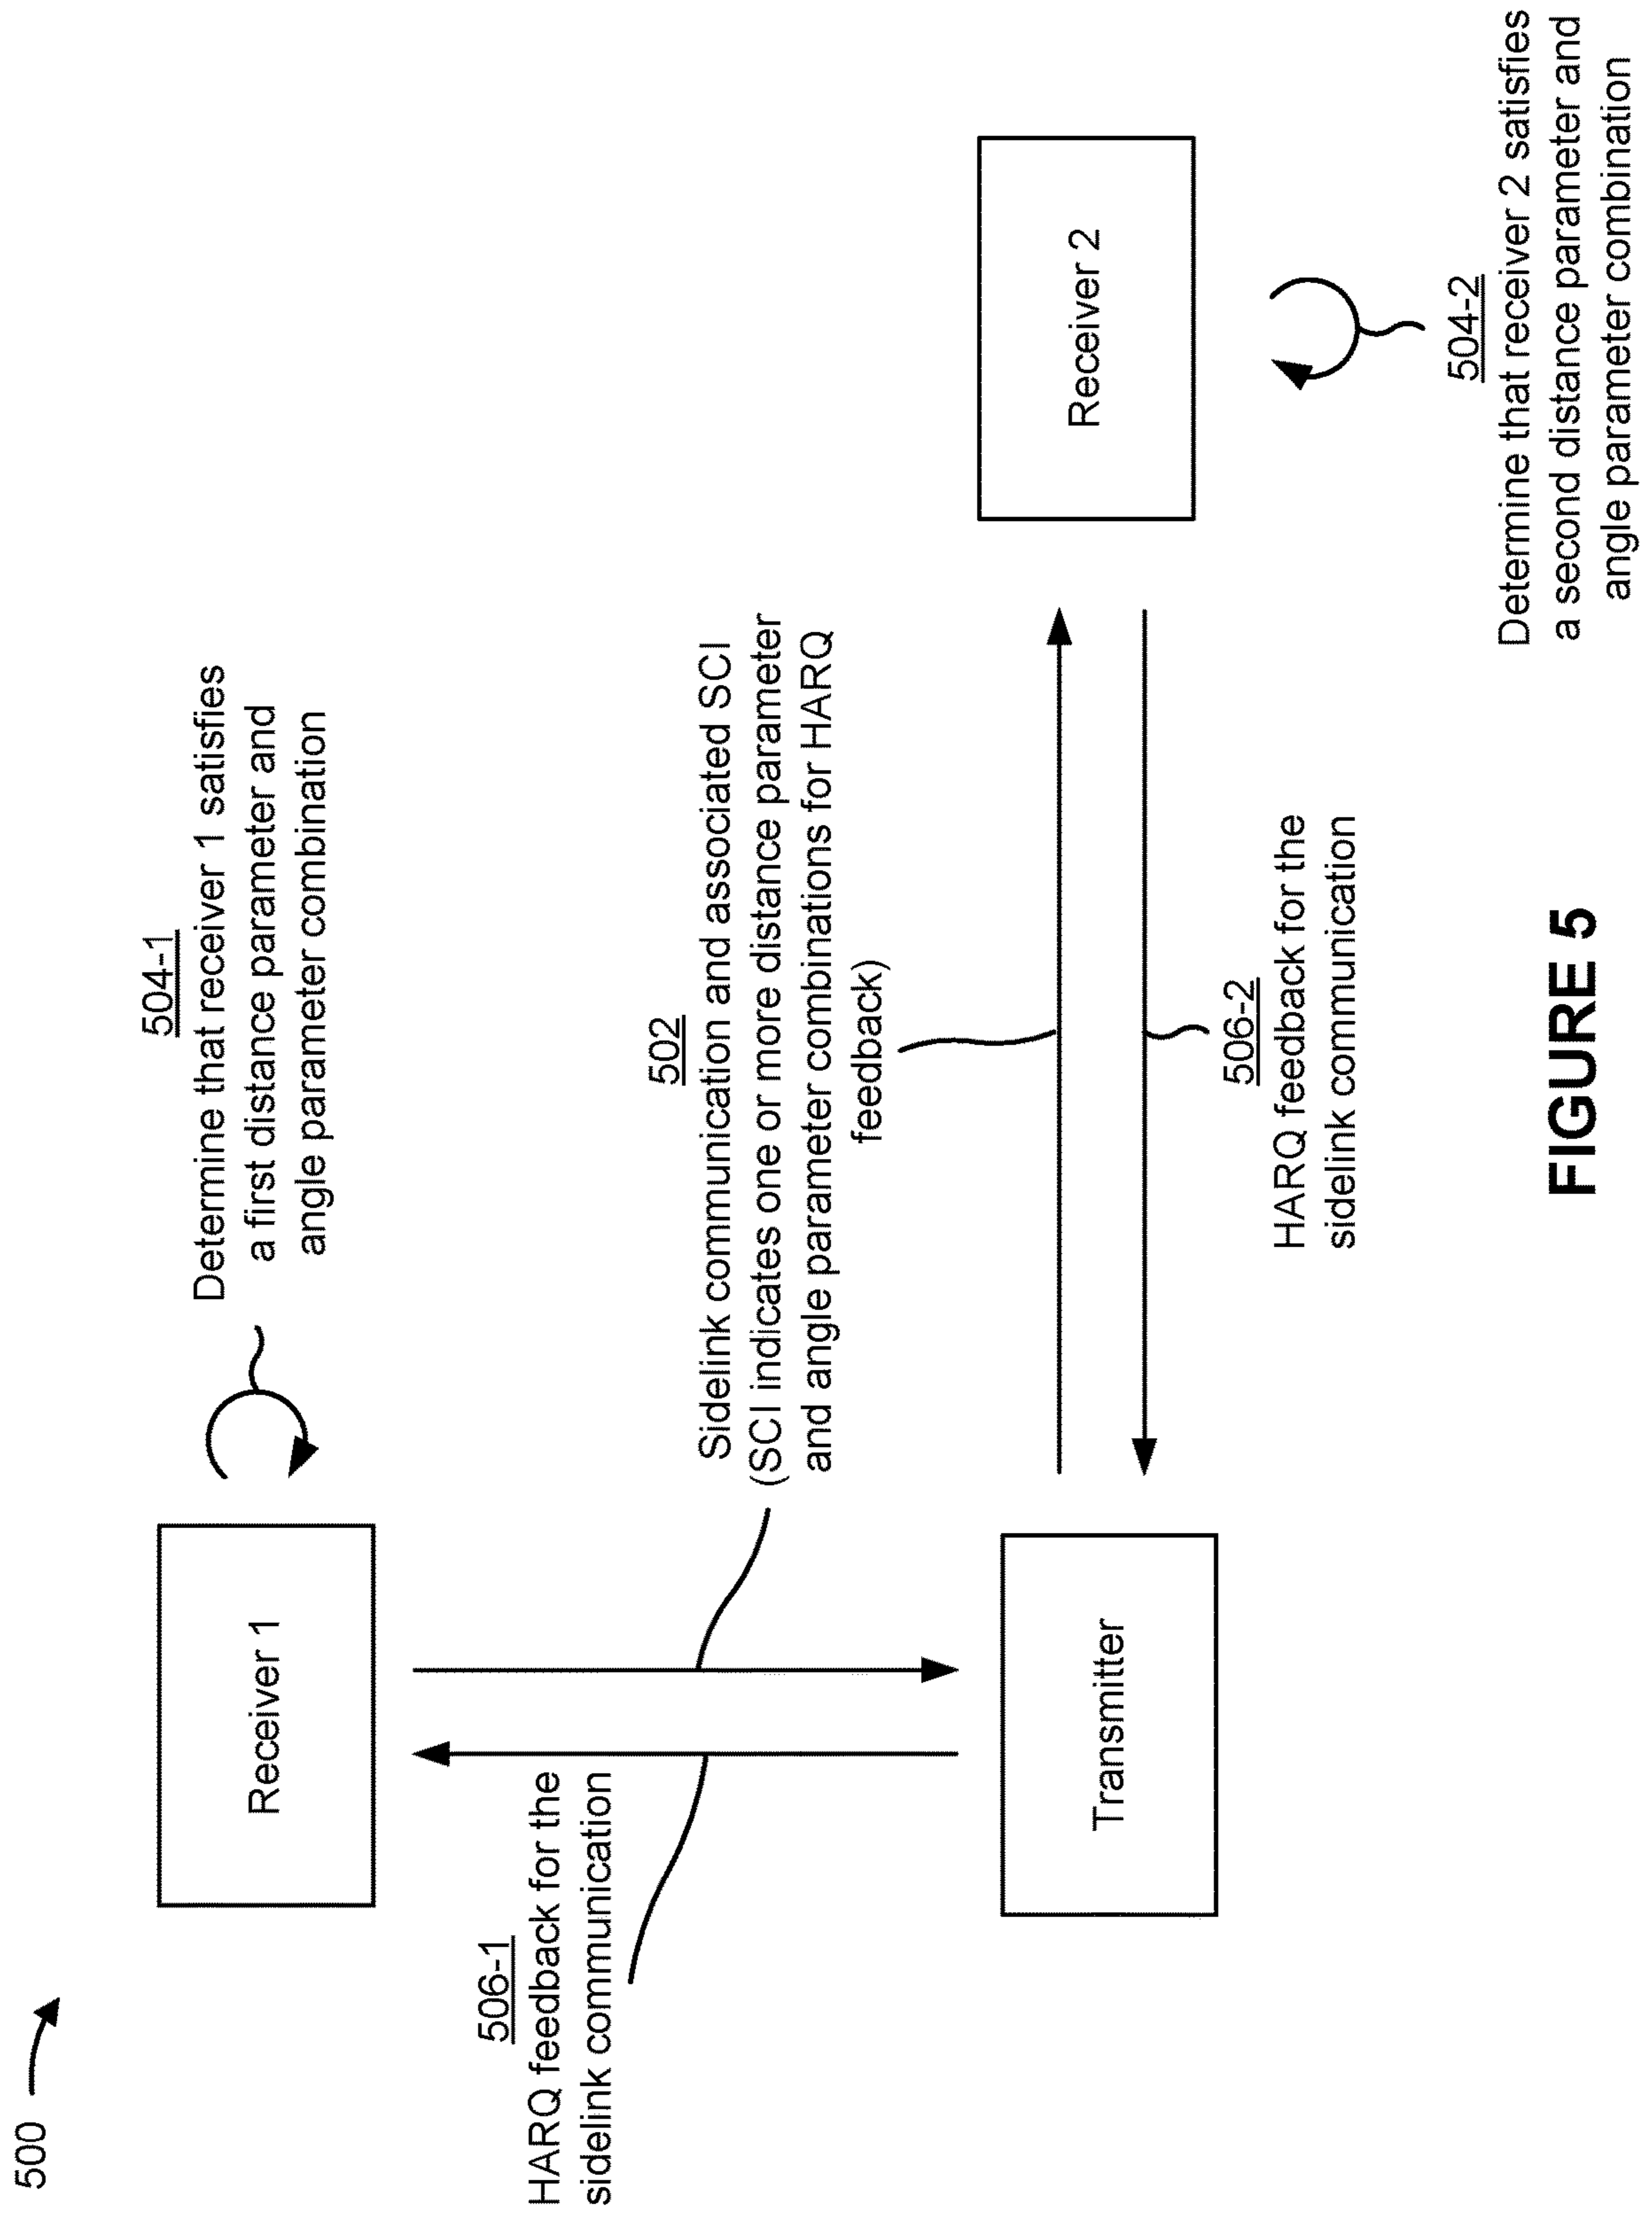 500
504-1
Determine that receiver 1 satisfies
a first distance parameter and
angle parameter combination
Receiver 1
506-1
HARQ feedback for the
sidelink communication
502
Sidelink communication and associated SCI
(SCI indicates one or more distance parameter
and angle parameter combinations for HARQ
feedback)
Transmitter
Receiver 2
506-2
HARQ feedback for the
sidelink communication
504-2
Determine that receiver 2 satisfies
a second distance parameter and
angle parameter combination
FIGURE 5